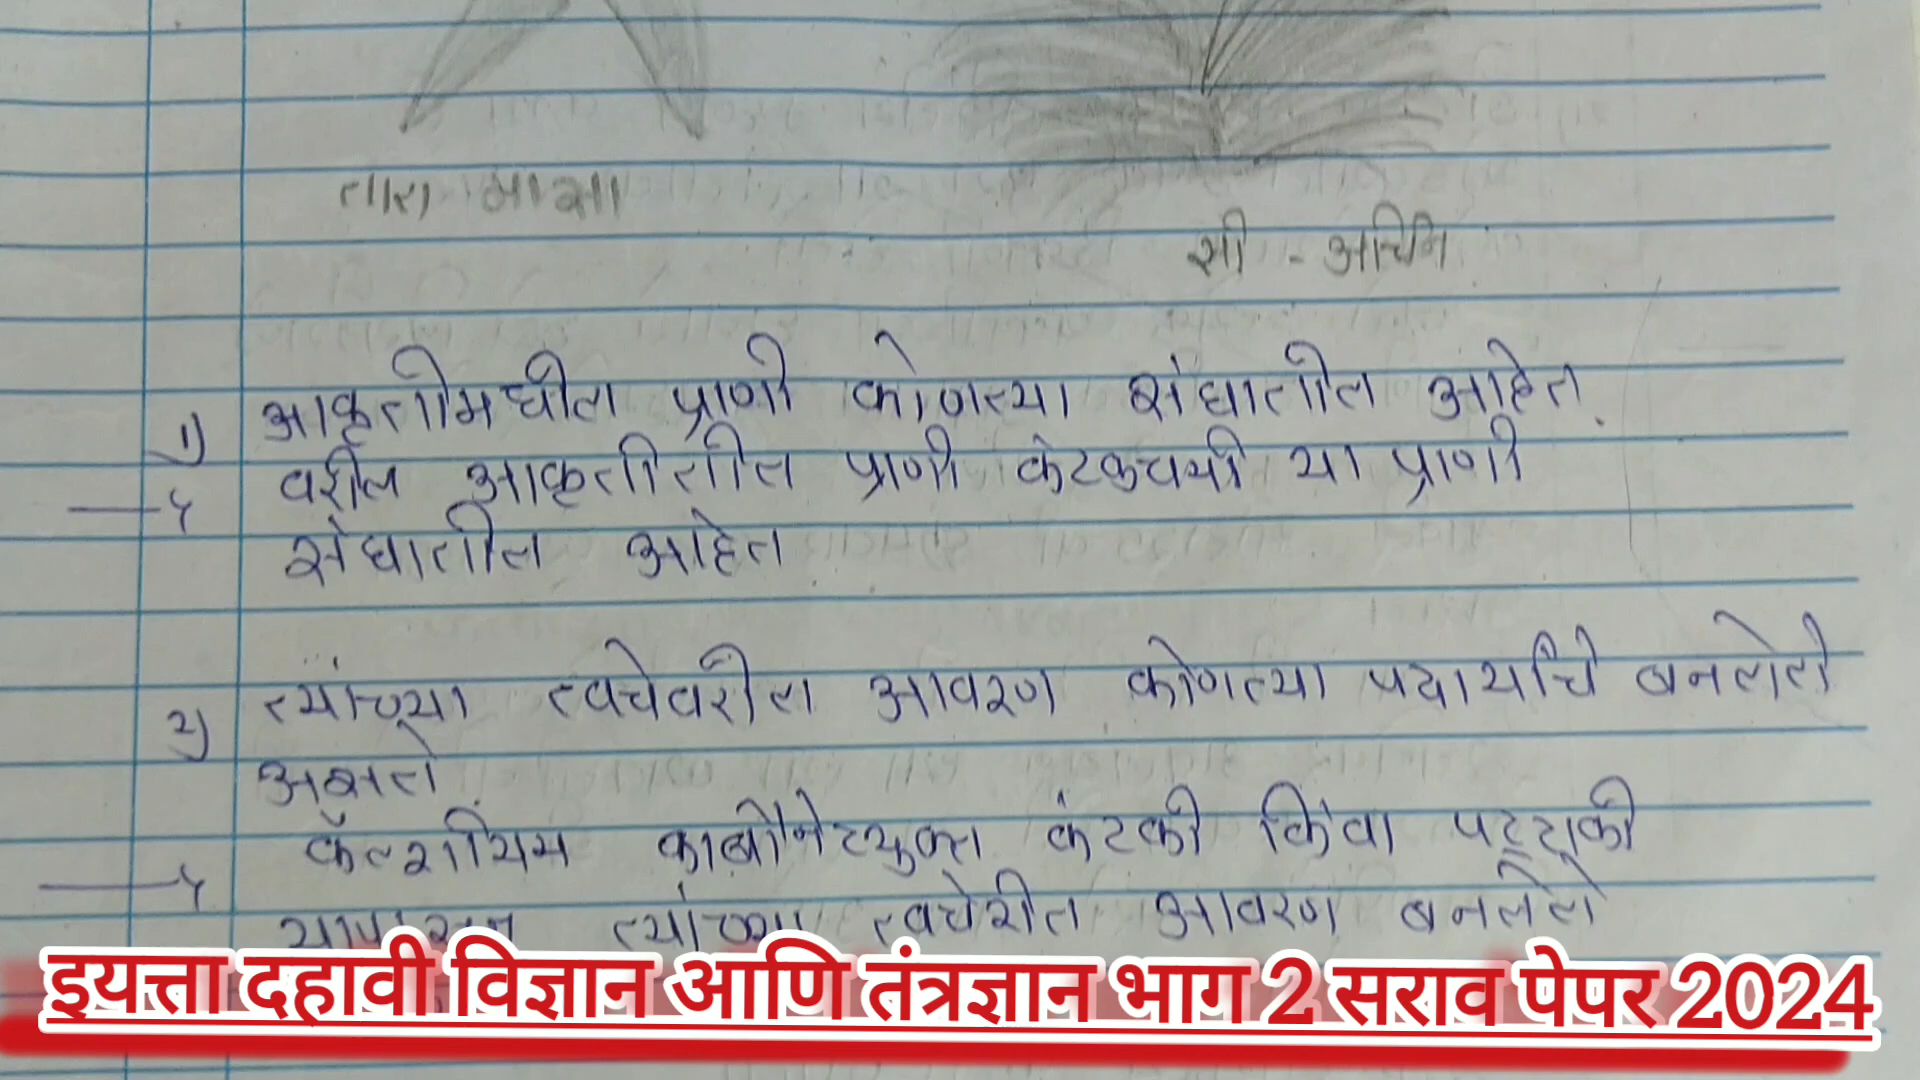 तारा मासा
सी - अर्चिन
1) आकृतीमधील प्राणी कोणत्या संघातील आहेत.
→ वरील आकृतीतील प्राणी कंटकचर्मी या प्राणी
संघातील आहेत
2) त्यांच्या त्वचेवरील आवरण कोणत्या पदार्थाचे बनलेले
असते
→ कॅल्शीयम कार्बोनेटयुक्त कंटकी किंवा पट्टीकी
यापासून त्यांच्या त्वचेरील आवरण बनलेले
इयत्ता दहावी विज्ञान आणि तंत्रज्ञान भाग 2 सराव पेपर 2024